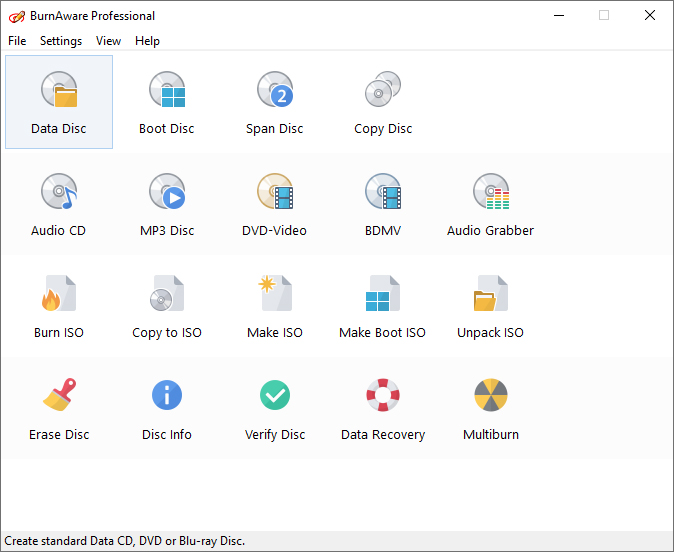 BurnAware Professional
File Settings View Help
Data Disc Boot Disc 2 Span Disc Copy Disc
Audio CD MP3 Disc DVD-Video BDMV Audio Grabber
Burn ISO Copy to ISO Make ISO Make Boot ISO Unpack ISO
Erase Disc Disc Info Verify Disc Data Recovery Multiburn
Create standard Data CD, DVD or Blu-ray Disc.